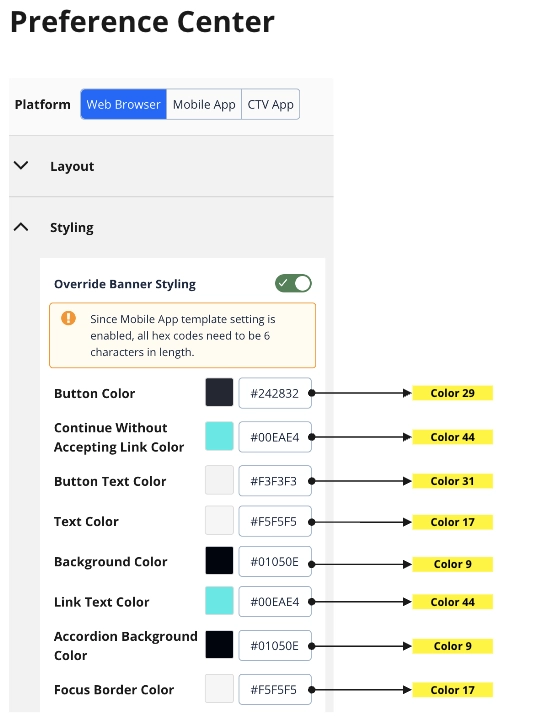 Preference Center
Platform Web Browser Mobile App CTV App
Layout
Styling
Override Banner Styling
Since Mobile App template setting is
enabled, all hex codes need to be 6
characters in length.
Button Color #242832 Color 29
Continue Without
Accepting Link Color #00EAE4 Color 44
Button Text Color #F3F3F3 Color 31
Text Color #F5F5F5 Color 17
Background Color #01050E Color 9
Link Text Color #00EAE4 Color 44
Accordion Background
Color #01050E Color 9
Focus Border Color #F5F5F5 Color 17